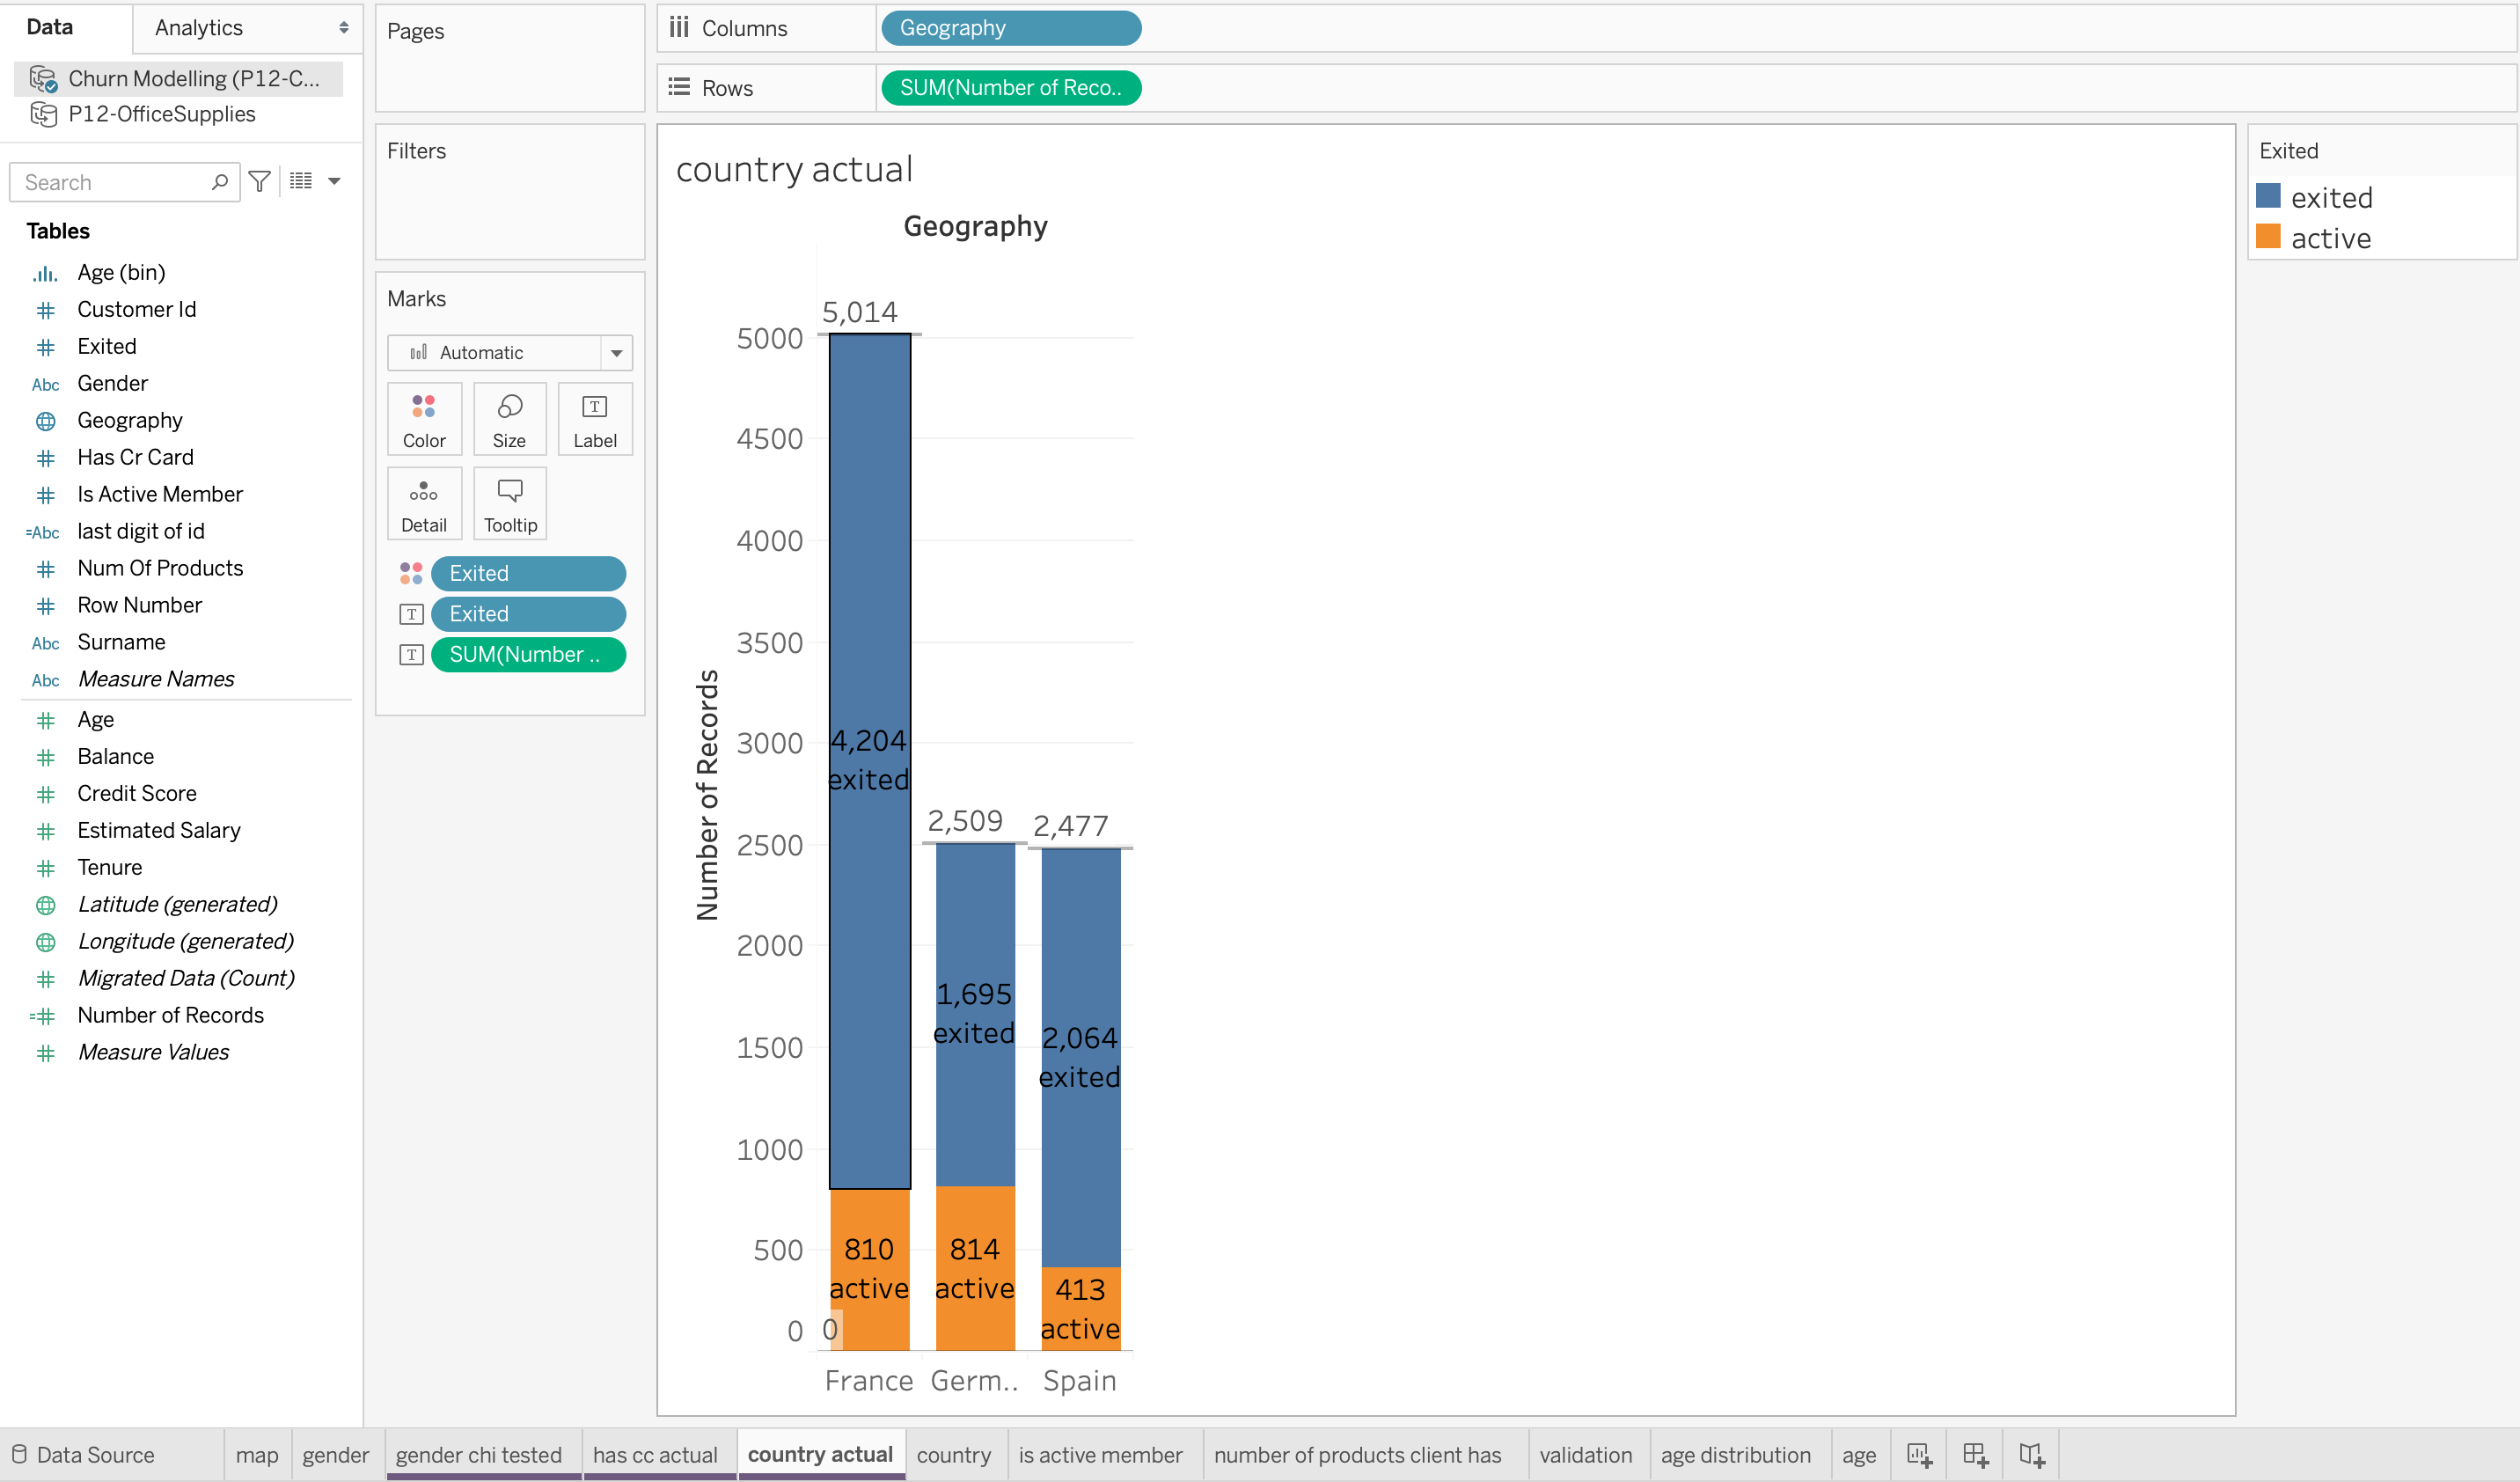 Data
Analytics
Churn Modelling (P12-C...
P12-OfficeSupplies
Search
Tables
Age (bin)
# Customer Id
# Exited
Abc Gender
Geography
# Has Cr Card
# Is Active Member
=Abc last digit of id
# Num Of Products
# Row Number
Abc Surname
Abc Measure Names
# Age
# Balance
# Credit Score
# Estimated Salary
# Tenure
Latitude (generated)
Longitude (generated)
# Migrated Data (Count)
=# Number of Records
# Measure Values
Pages
Filters
Marks
Automatic
Color
Size
T
Label
Detail
Tooltip
Exited
T Exited
T SUM(Number ..
Columns
Geography
Rows
SUM(Number of Reco..
country actual
Geography
Number of Records
5000
4500
4000
3500
3000
2500
2000
1500
1000
500
0
5,014
4,204
exited
810
active
0
2,509
1,695
exited
814
active
2,477
2,064
exited
413
active
France
Germ..
Spain
Exited
exited
active
Data Source
map
gender
gender chi tested
has cc actual
country actual
country
is active member
number of products client has
validation
age distribution
age